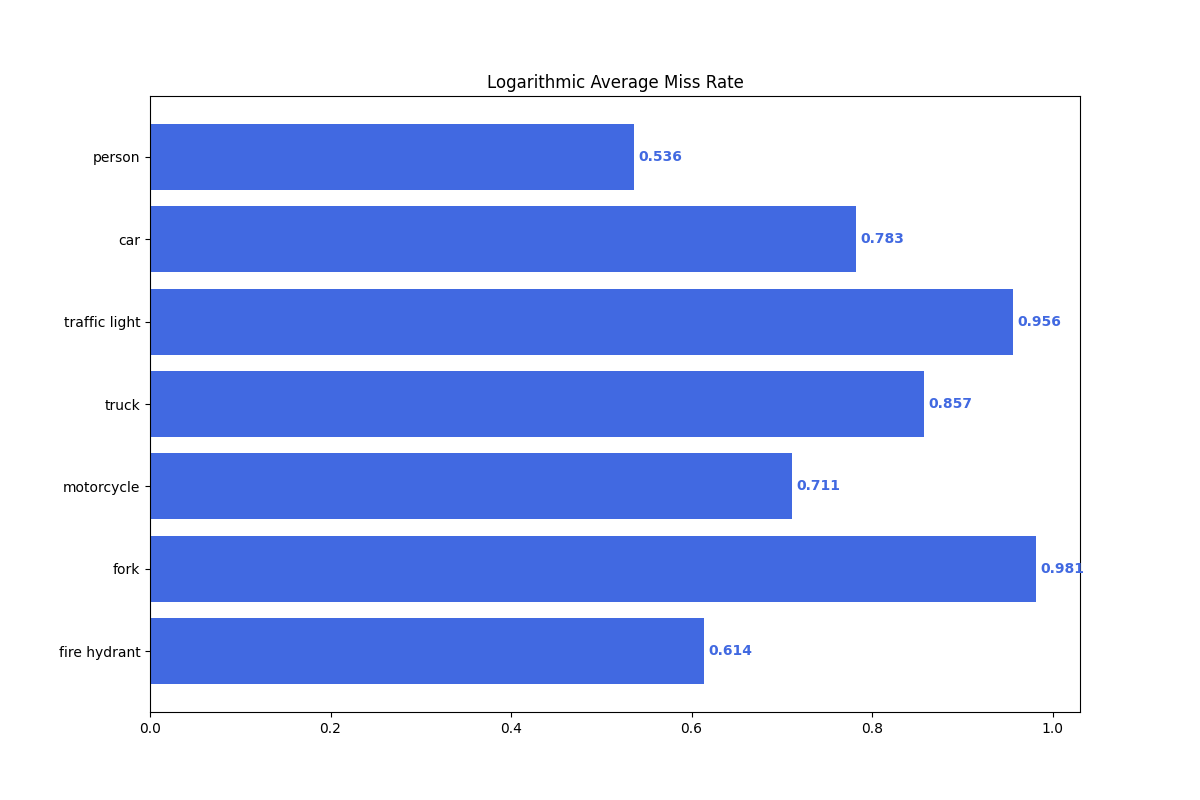 Logarithmic Average Miss Rate
person 0.536
car 0.783
traffic light 0.956
truck 0.857
motorcycle 0.711
fork 0.981
fire hydrant 0.614
0.0 0.2 0.4 0.6 0.8 1.0